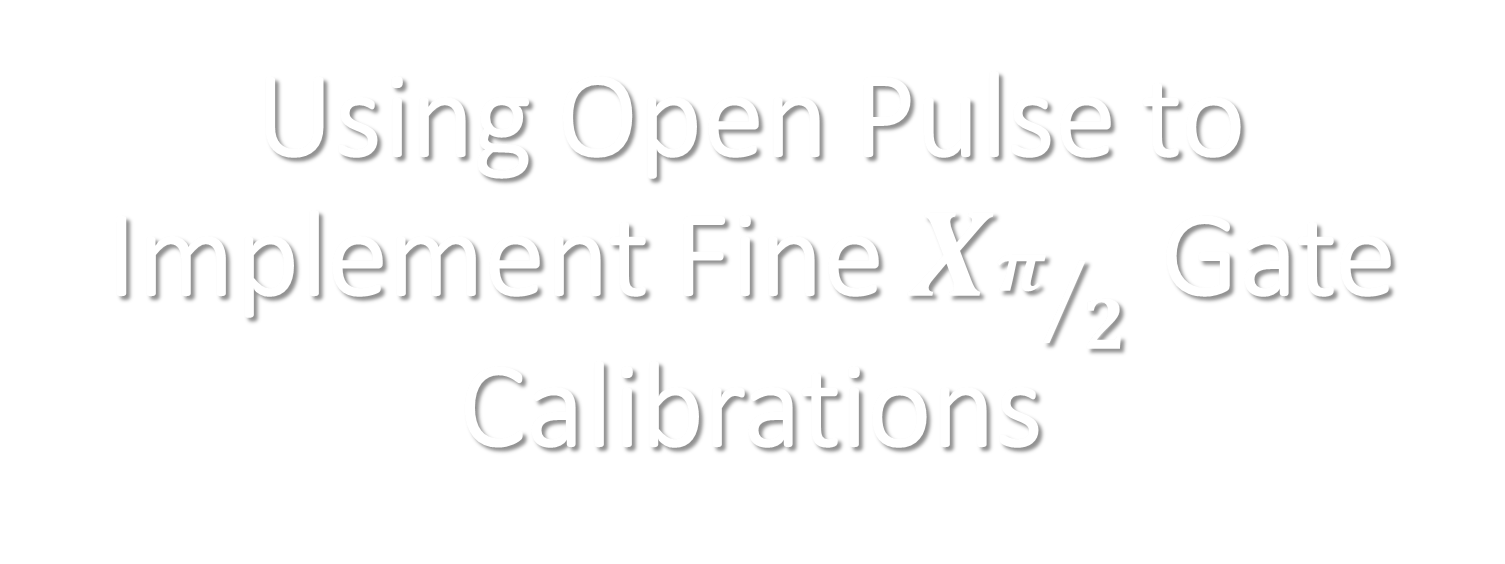 Using Open Pulse to
Implement Fine Xπ/2 Gate
Calibrations